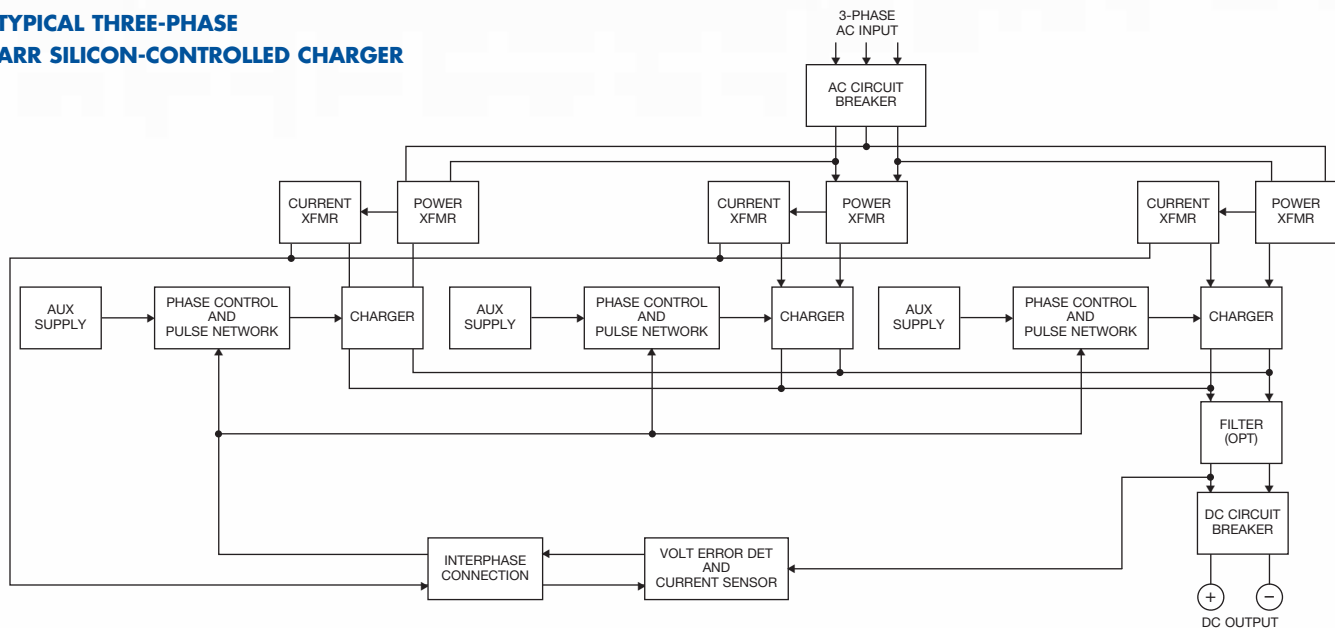 TYPICAL THREE-PHASE
ARR SILICON-CONTROLLED CHARGER
3-PHASE
AC INPUT
AC CIRCUIT
BREAKER
CURRENT
XFMR
POWER
XFMR
CURRENT
XFMR
POWER
XFMR
CURRENT
XFMR
POWER
XFMR
AUX
SUPPLY
PHASE CONTROL
AND
PULSE NETWORK
CHARGER
AUX
SUPPLY
PHASE CONTROL
AND
PULSE NETWORK
CHARGER
AUX
SUPPLY
PHASE CONTROL
AND
PULSE NETWORK
CHARGER
FILTER
(OPT)
DC CIRCUIT
BREAKER
INTERPHASE
CONNECTION
VOLT ERROR DET
AND
CURRENT SENSOR
+ −
DC OUTPUT